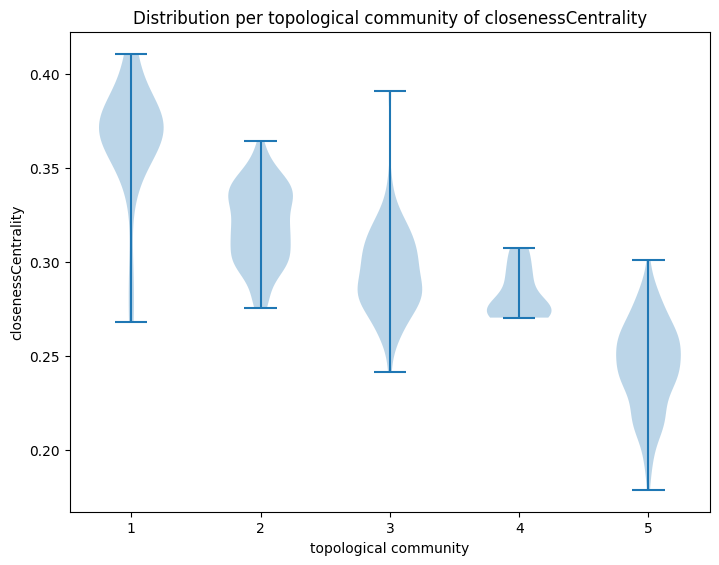 Distribution per topological community of closenessCentrality
closenessCentrality
0.40
0.35
0.30
0.25
0.20
1 2 3 4 5
topological community